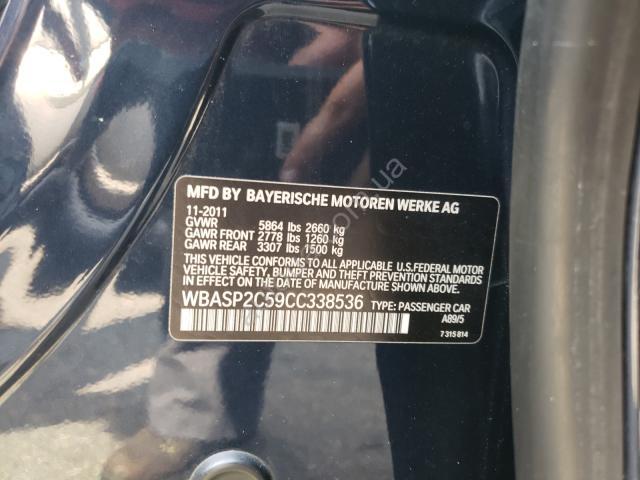 MFD BY BAYERISCHE MOTOREN WERKE AG
11-2011
GVWR 5864 lbs 2660 kg
GAWR FRONT 2778 lbs 1260 kg
GAWR REAR 3307 lbs 1500 kg
THIS VEHICLE CONFORMS TO ALL APPLICABLE U.S.FEDERAL MOTOR
VEHICLE SAFETY, BUMPER AND THEFT PREVENTION STANDARDS
IN EFFECT ON THE DATE OF MANUFACTURE SHOWN ABOVE.
WBASP2C59CC338536 TYPE: PASSENGER CAR
A89/5
7 315 814